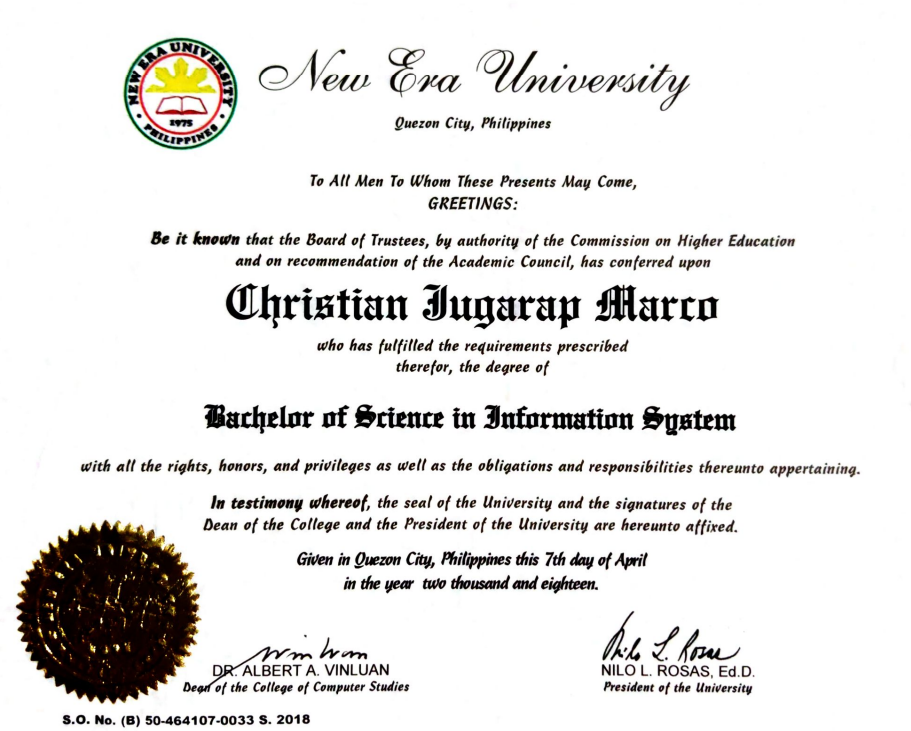 NEW ERA UNIVERSITY
1975
PHILIPPINES
New Era University
Quezon City, Philippines
To All Men To Whom These Presents May Come,
GREETINGS:
Be it known that the Board of Trustees, by authority of the Commission on Higher Education
and on recommendation of the Academic Council, has conferred upon
Christian Jugarap Marco
who has fulfilled the requirements prescribed
therefor, the degree of
Bachelor of Science in Information System
with all the rights, honors, and privileges as well as the obligations and responsibilities thereunto appertaining.
In testimony whereof, the seal of the University and the signatures of the
Dean of the College and the President of the University are hereunto affixed.
Given in Quezon City, Philippines this 7th day of April
in the year two thousand and eighteen.
Nilo L. Rosas
DR. ALBERT A. VINLUAN
Dean of the College of Computer Studies
NILO L. ROSAS, Ed.D.
President of the University
S.O. No. (B) 50-464107-0033 S. 2018